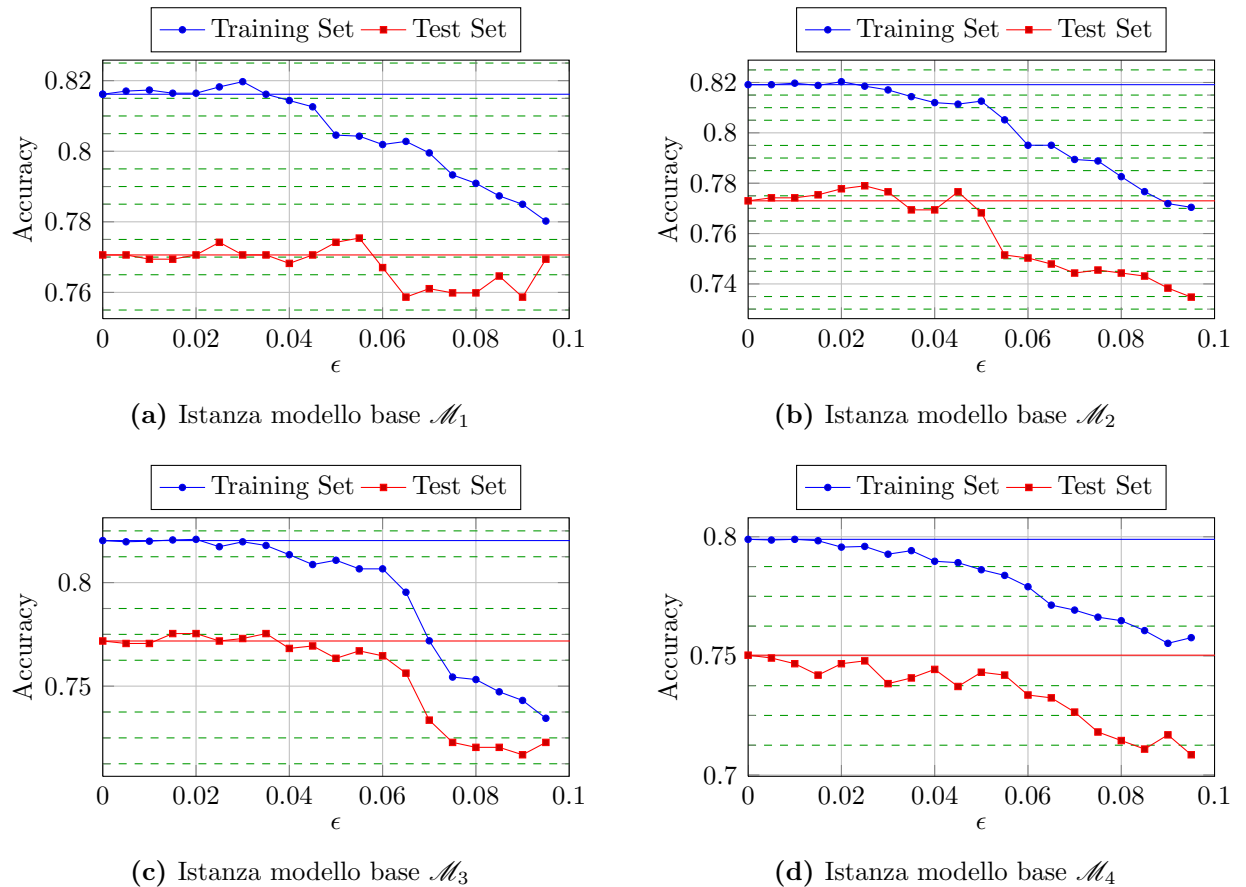 Training Set Test Set
0.82
0.8
0.78
0.76
Accuracy
0 0.02 0.04 0.06 0.08 0.1
ϵ
(a) Istanza modello base ℳ1
Training Set Test Set
0.82
0.8
0.78
0.76
0.74
Accuracy
0 0.02 0.04 0.06 0.08 0.1
ϵ
(b) Istanza modello base ℳ2
Training Set Test Set
0.8
0.75
Accuracy
0 0.02 0.04 0.06 0.08 0.1
ϵ
(c) Istanza modello base ℳ3
Training Set Test Set
0.8
0.75
0.7
Accuracy
0 0.02 0.04 0.06 0.08 0.1
ϵ
(d) Istanza modello base ℳ4